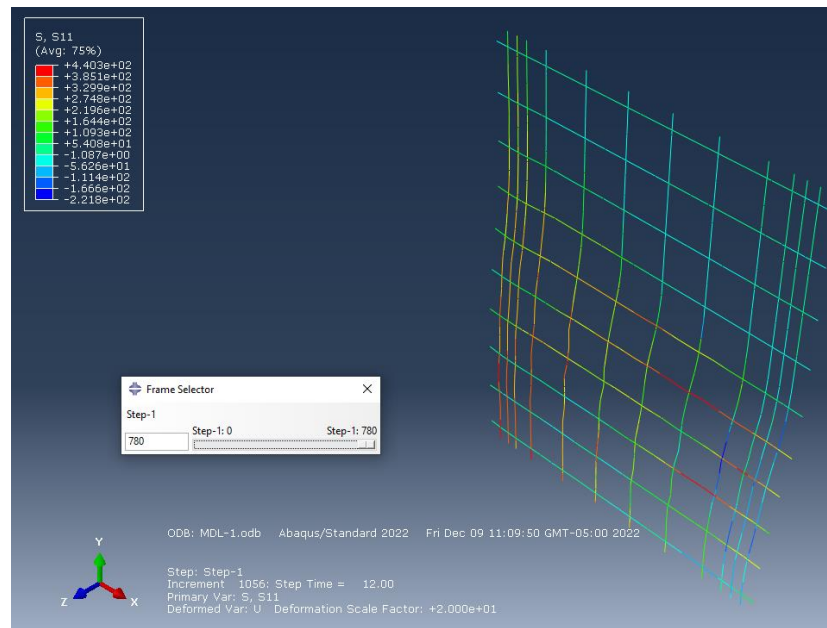 S, S11
(Avg: 75%)
+4.403e+02
+3.851e+02
+3.299e+02
+2.748e+02
+2.196e+02
+1.644e+02
+1.093e+02
+5.408e+01
-1.087e+00
-5.626e+01
-1.114e+02
-1.666e+02
-2.218e+02
Frame Selector
Step-1
Step-1: 0 Step-1: 780
780
ODB: MDL-1.odb Abaqus/Standard 2022 Fri Dec 09 11:09:50 GMT-05:00 2022
Y
Z X
Step: Step-1
Increment 1056: Step Time = 12.00
Primary Var: S, S11
Deformed Var: U Deformation Scale Factor: +2.000e+01